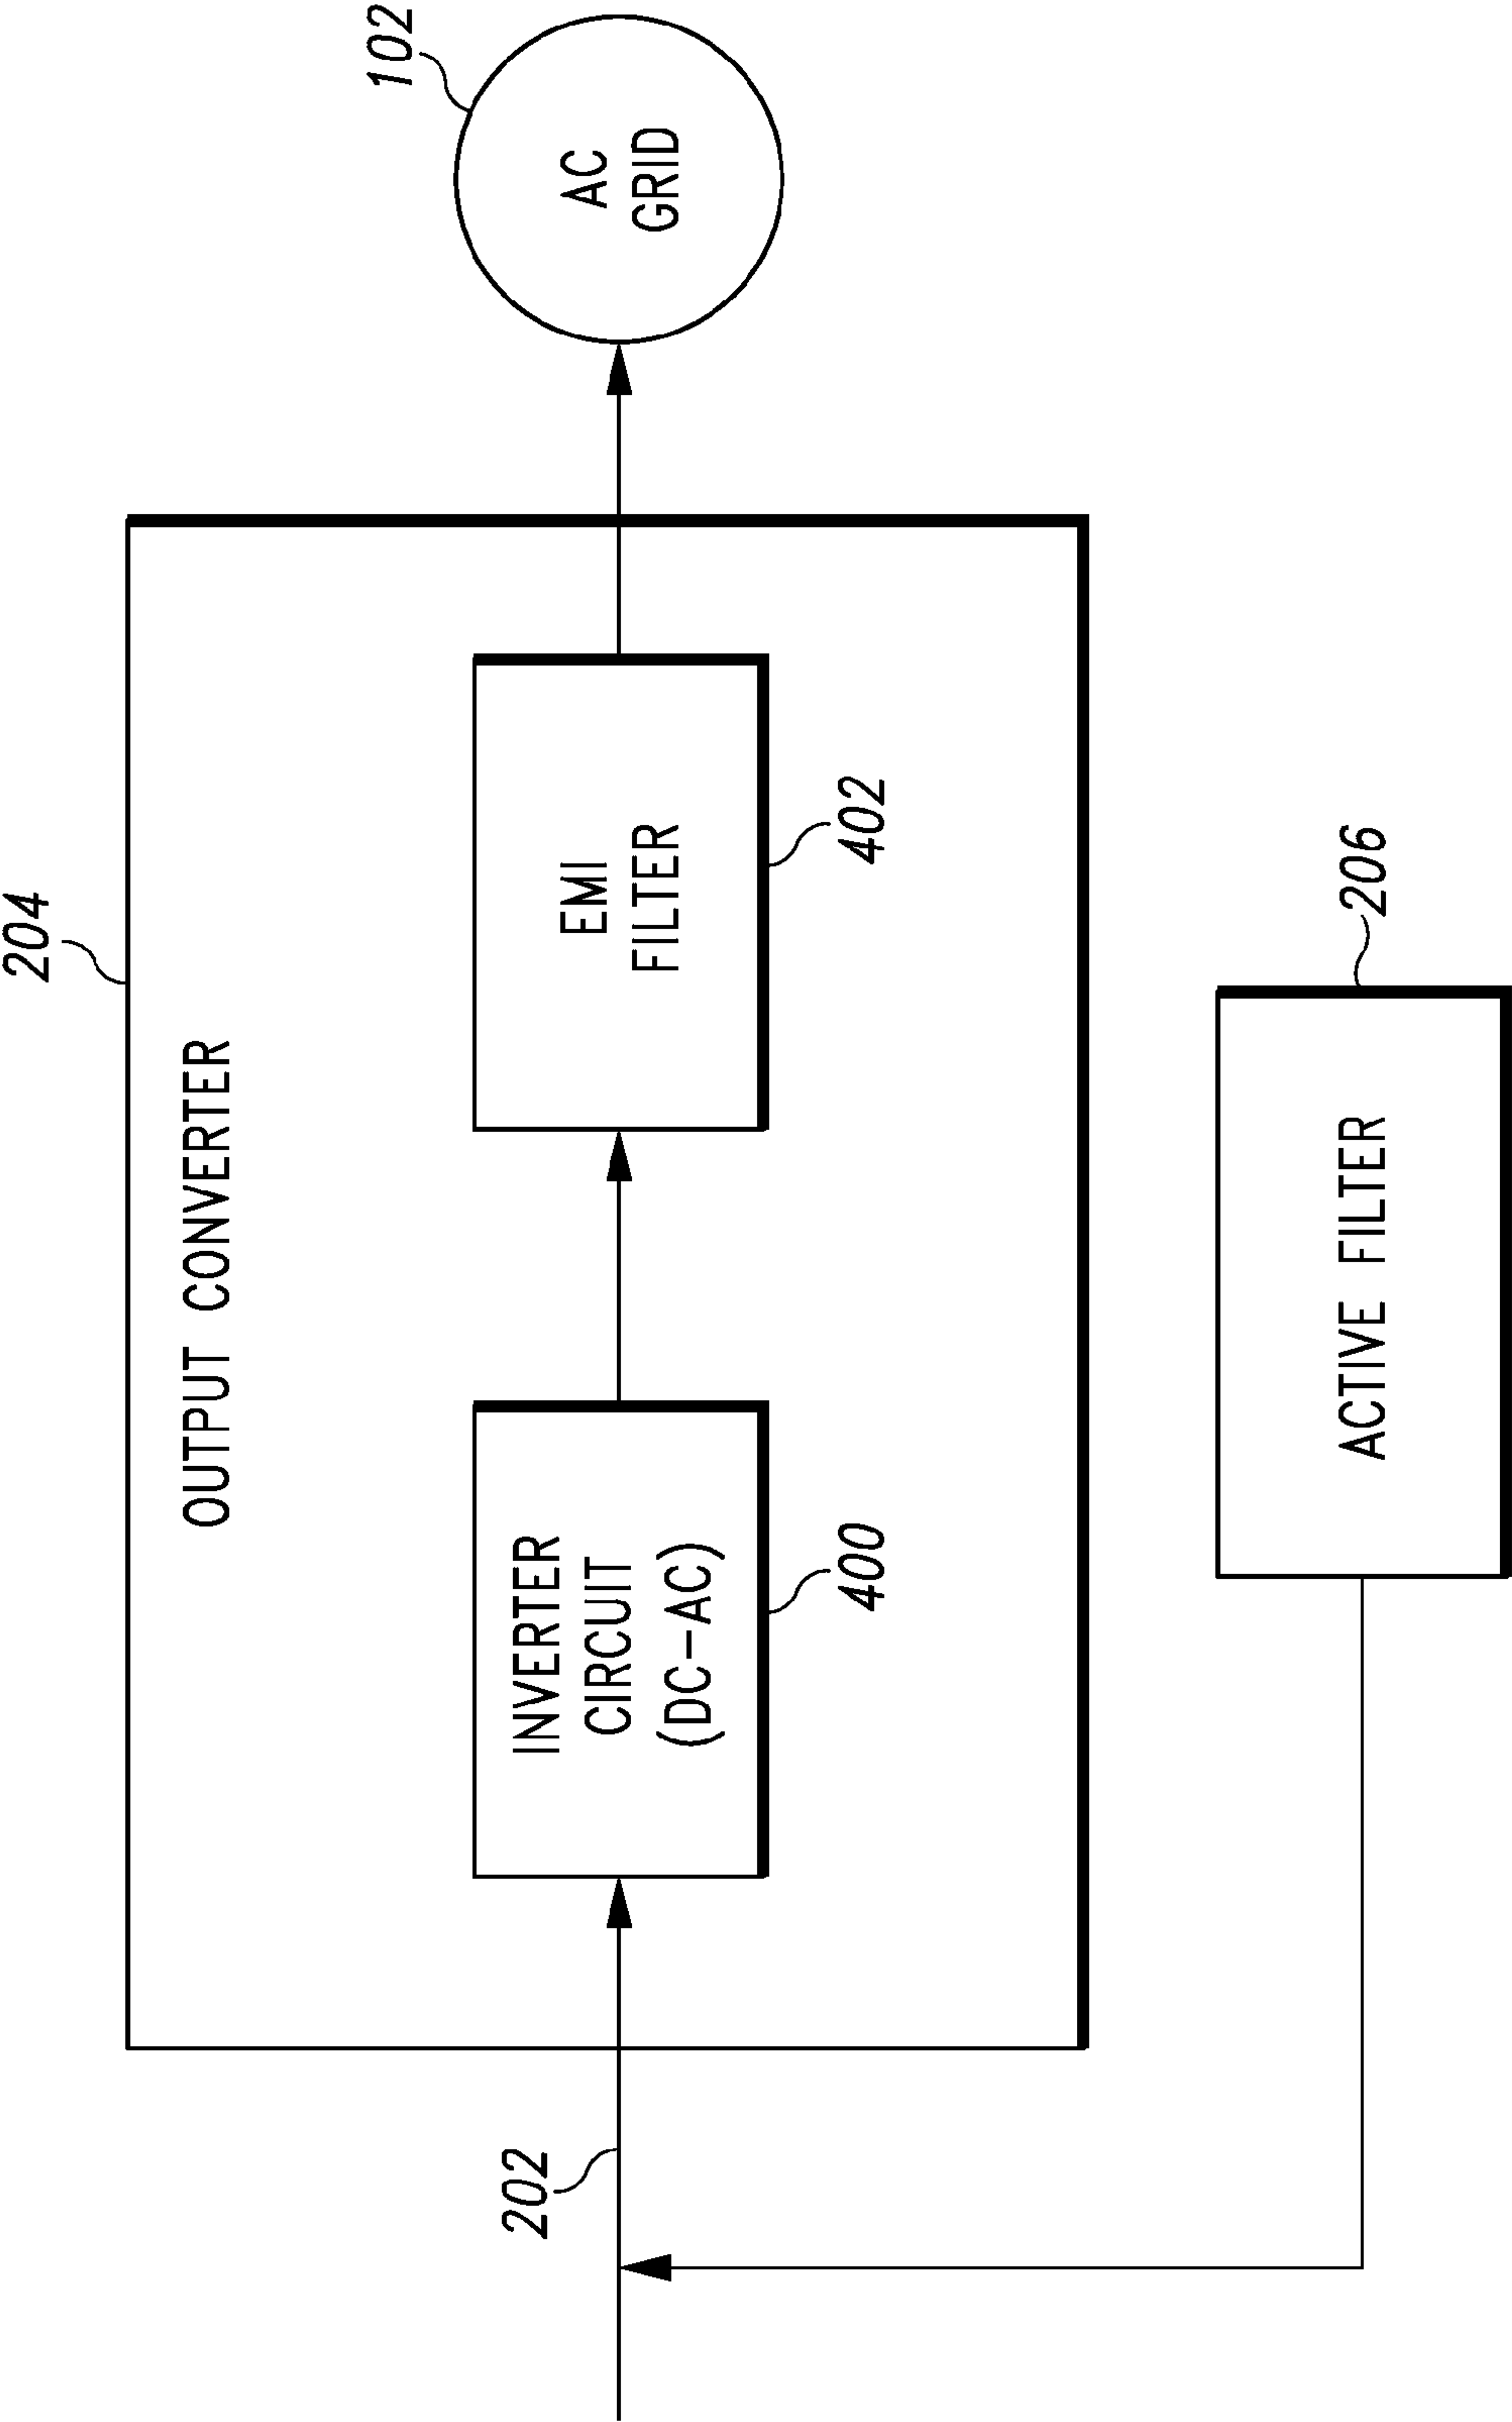 204
OUTPUT CONVERTER
202
INVERTER
CIRCUIT
(DC-AC)
400
EMI
FILTER
402
102
AC
GRID
ACTIVE FILTER
206